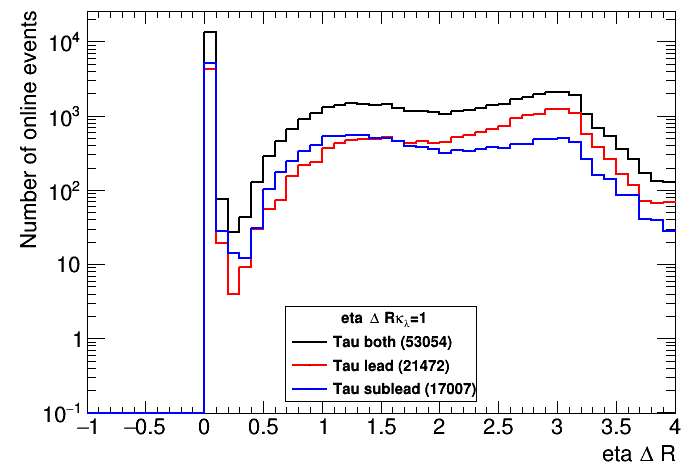 Number of online events
10⁴
10³
10²
10
1
10⁻¹
−1 −0.5 0 0.5 1 1.5 2 2.5 3 3.5 4
eta Δ R
eta Δ Rκλ=1
Tau both (53054)
Tau lead (21472)
Tau sublead (17007)